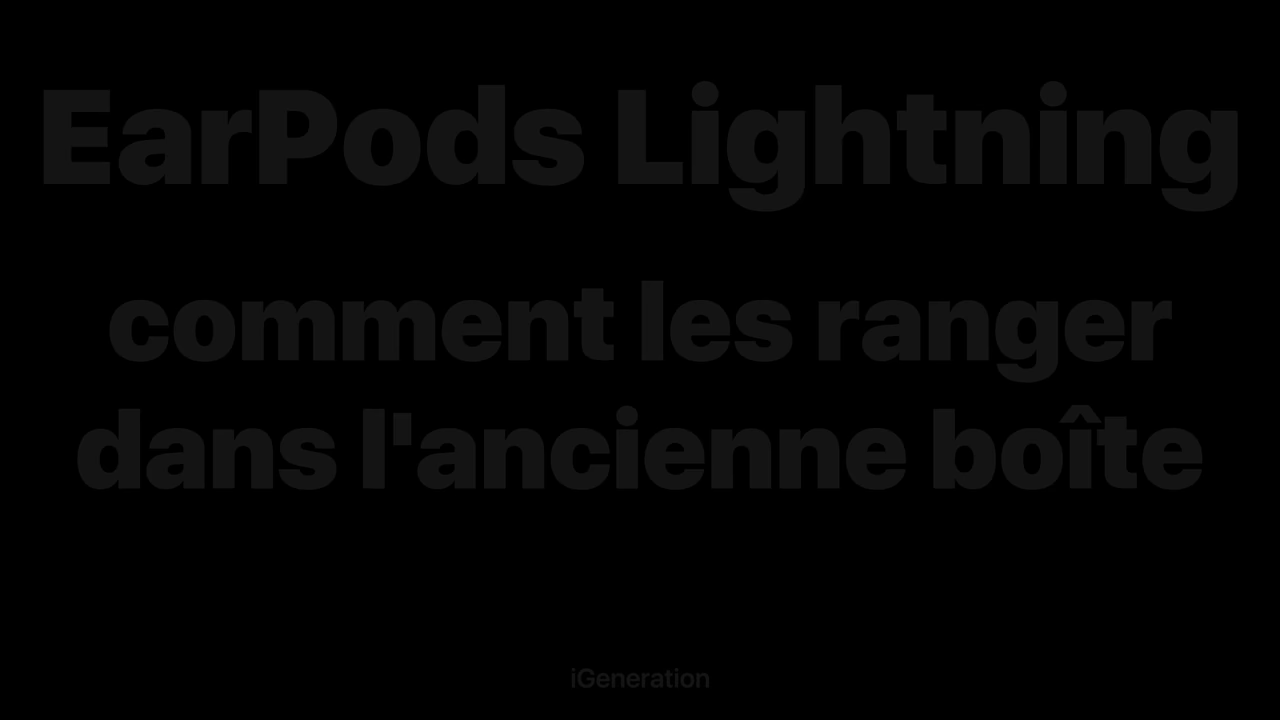 EarPods Lightning
comment les ranger
dans l'ancienne boîte
iGeneration